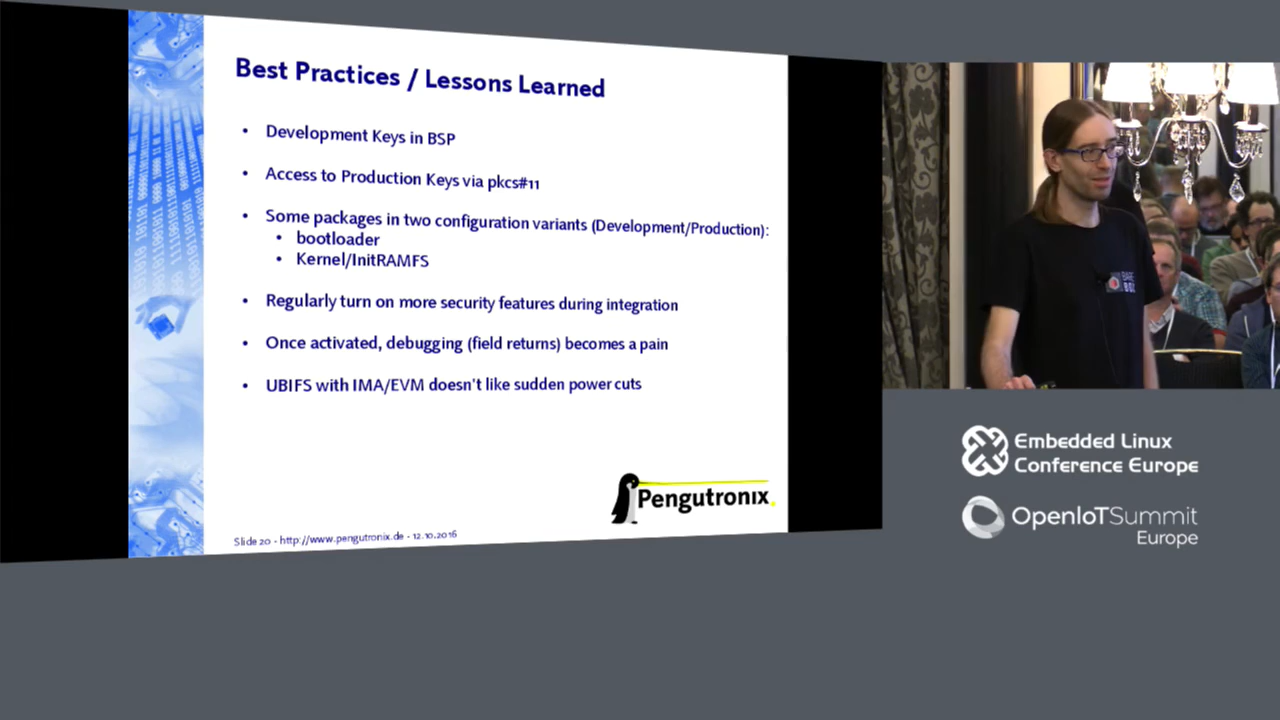 Best Practices / Lessons Learned
• Development Keys in BSP
• Access to Production Keys via pkcs#11
• Some packages in two configuration variants (Development/Production):
• bootloader
• Kernel/InitRAMFS
• Regularly turn on more security features during integration
• Once activated, debugging (field returns) becomes a pain
• UBIFS with IMA/EVM doesn't like sudden power cuts
Pengutronix
Slide 20 - http://www.pengutronix.de - 12.10.2016
BARE
Embedded Linux
Conference Europe
OpenIoTSummit
Europe